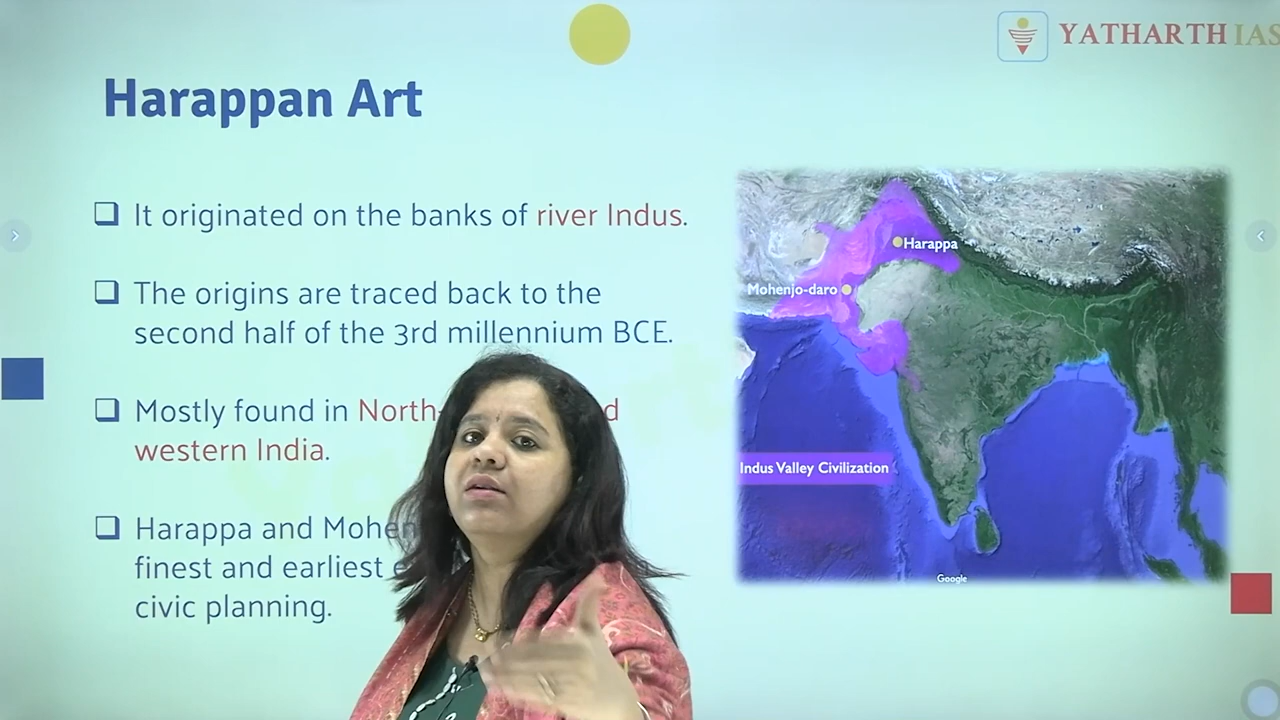 YATHARTH IAS
Harappan Art
It originated on the banks of river Indus.
The origins are traced back to the
second half of the 3rd millennium BCE.
Mostly found in North-
western India.
Harappa and Mohen
finest and earliest
civic planning.
Harappa
Mohenjo-daro
Indus Valley Civilization
Google